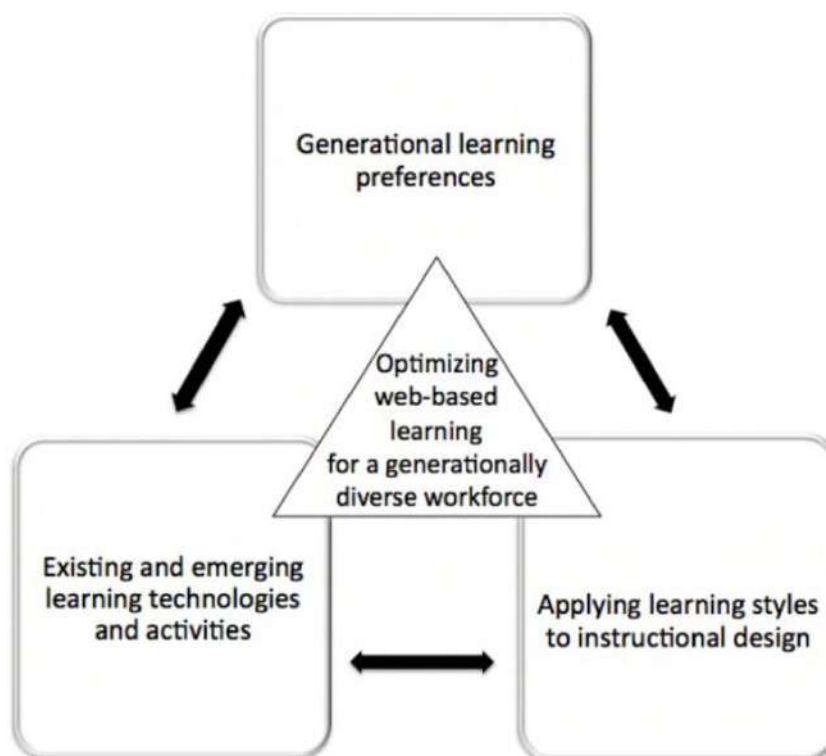 Generational learning
preferences
Optimizing
web-based
learning
for a generationally
diverse workforce
Existing and emerging
learning technologies
and activities
Applying learning styles
to instructional design